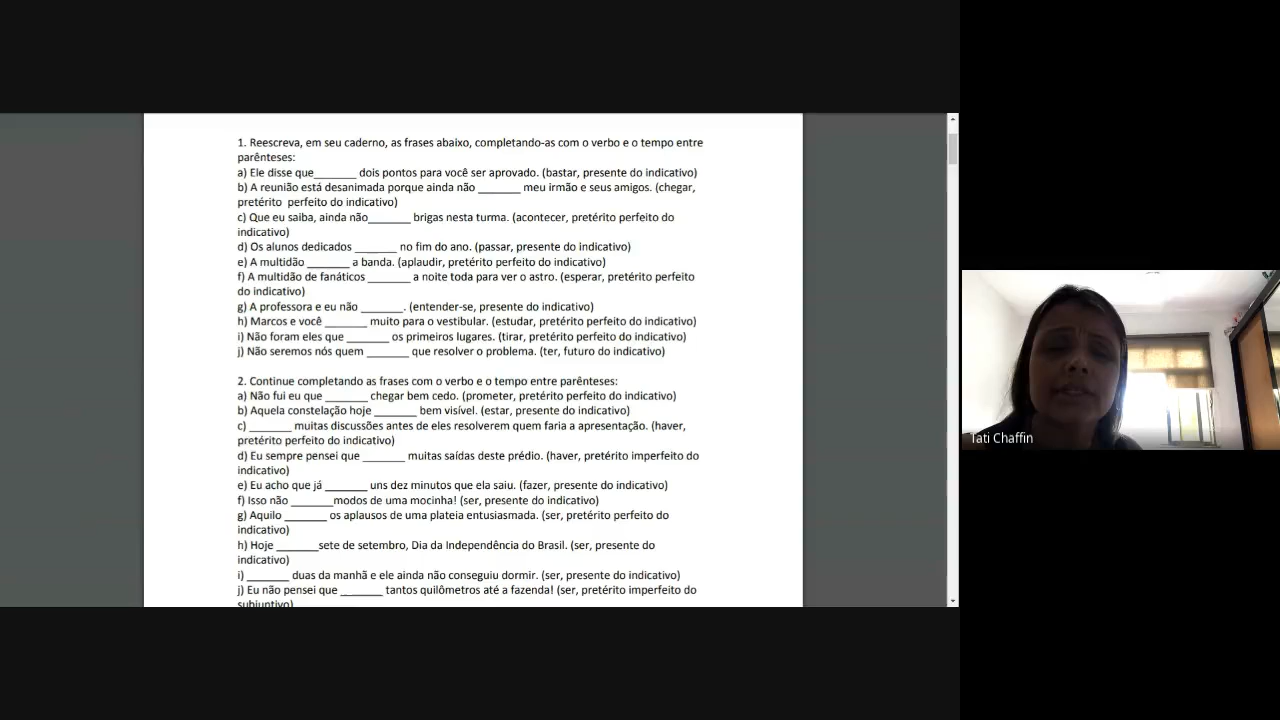 1. Reescreva, em seu caderno, as frases abaixo, completando-as com o verbo e o tempo entre
parênteses:
a) Ele disse que_______ dois pontos para você ser aprovado. (bastar, presente do indicativo)
b) A reunião está desanimada porque ainda não _______ meu irmão e seus amigos. (chegar,
pretérito perfeito do indicativo)
c) Que eu saiba, ainda não_______ brigas nesta turma. (acontecer, pretérito perfeito do
indicativo)
d) Os alunos dedicados _______ no fim do ano. (passar, presente do indicativo)
e) A multidão _______ a banda. (aplaudir, pretérito perfeito do indicativo)
f) A multidão de fanáticos _______ a noite toda para ver o astro. (esperar, pretérito perfeito
do indicativo)
g) A professora e eu não _______. (entender-se, presente do indicativo)
h) Marcos e você _______ muito para o vestibular. (estudar, pretérito perfeito do indicativo)
i) Não foram eles que _______ os primeiros lugares. (tirar, pretérito perfeito do indicativo)
j) Não seremos nós quem _______ que resolver o problema. (ter, futuro do indicativo)
2. Continue completando as frases com o verbo e o tempo entre parênteses:
a) Não fui eu que _______ chegar bem cedo. (prometer, pretérito perfeito do indicativo)
b) Aquela constelação hoje _______ bem visível. (estar, presente do indicativo)
c) _______ muitas discussões antes de eles resolverem quem faria a apresentação. (haver,
pretérito perfeito do indicativo)
d) Eu sempre pensei que _______ muitas saídas deste prédio. (haver, pretérito imperfeito do
indicativo)
e) Eu acho que já _______ uns dez minutos que ela saiu. (fazer, presente do indicativo)
f) Isso não _______modos de uma mocinha! (ser, presente do indicativo)
g) Aquilo _______ os aplausos de uma plateia entusiasmada. (ser, pretérito perfeito do
indicativo)
h) Hoje _______sete de setembro, Dia da Independência do Brasil. (ser, presente do
indicativo)
i) _______ duas da manhã e ele ainda não conseguiu dormir. (ser, presente do indicativo)
j) Eu não pensei que _______ tantos quilômetros até a fazenda! (ser, pretérito imperfeito do
subjuntivo)
Tati Chaffin